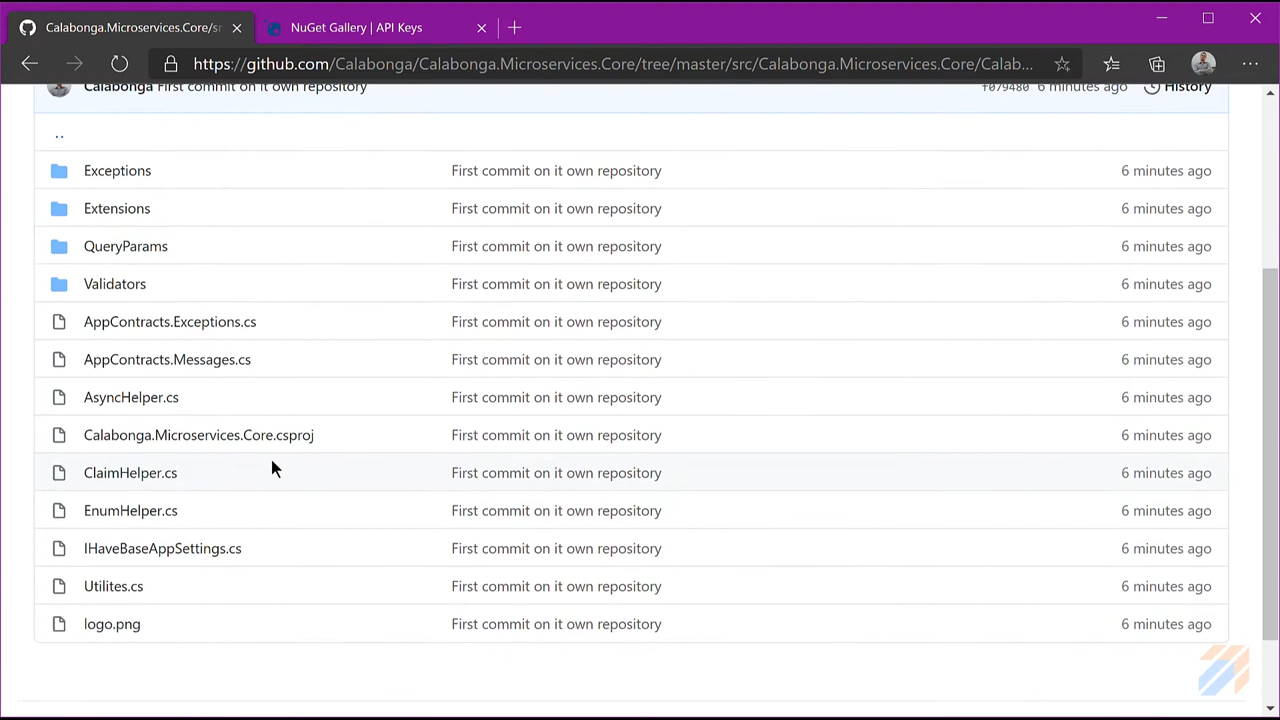 Calabonga.Microservices.Core/sr
NuGet Gallery | API Keys
https://github.com/Calabonga/Calabonga.Microservices.Core/tree/master/src/Calabonga.Microservices.Core/Calab...
Calabonga First commit on it own repository f079480 6 minutes ago History
..
Exceptions First commit on it own repository 6 minutes ago
Extensions First commit on it own repository 6 minutes ago
QueryParams First commit on it own repository 6 minutes ago
Validators First commit on it own repository 6 minutes ago
AppContracts.Exceptions.cs First commit on it own repository 6 minutes ago
AppContracts.Messages.cs First commit on it own repository 6 minutes ago
AsyncHelper.cs First commit on it own repository 6 minutes ago
Calabonga.Microservices.Core.csproj First commit on it own repository 6 minutes ago
ClaimHelper.cs First commit on it own repository 6 minutes ago
EnumHelper.cs First commit on it own repository 6 minutes ago
IHaveBaseAppSettings.cs First commit on it own repository 6 minutes ago
Utilites.cs First commit on it own repository 6 minutes ago
logo.png First commit on it own repository 6 minutes ago